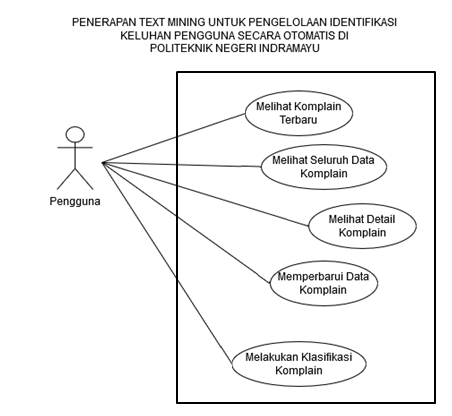 PENERAPAN TEXT MINING UNTUK PENGELOLAAN IDENTIFIKASI
KELUHAN PENGGUNA SECARA OTOMATIS DI
POLITEKNIK NEGERI INDRAMAYU
Melihat Komplain
Terbaru
Melihat Seluruh Data
Komplain
Pengguna
Melihat Detail
Komplain
Memperbarui Data
Komplain
Melakukan Klasifikasi
Komplain